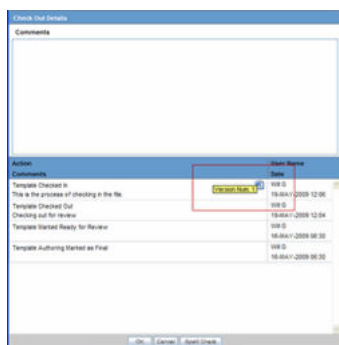 Check Out Details
Comments
Action User Name
Comments Date
Template Checked In Version Num: 1 Will G
This is the process of checking in the file. 19-MAY-2009 12:06
Template Checked Out Will G
Checking out for review 19-MAY-2009 12:04
Template Marked Ready for Review Will G
16-MAY-2009 06:30
Template Authoring Marked as Final Will G
16-MAY-2009 06:30
OK Cancel Spell Check